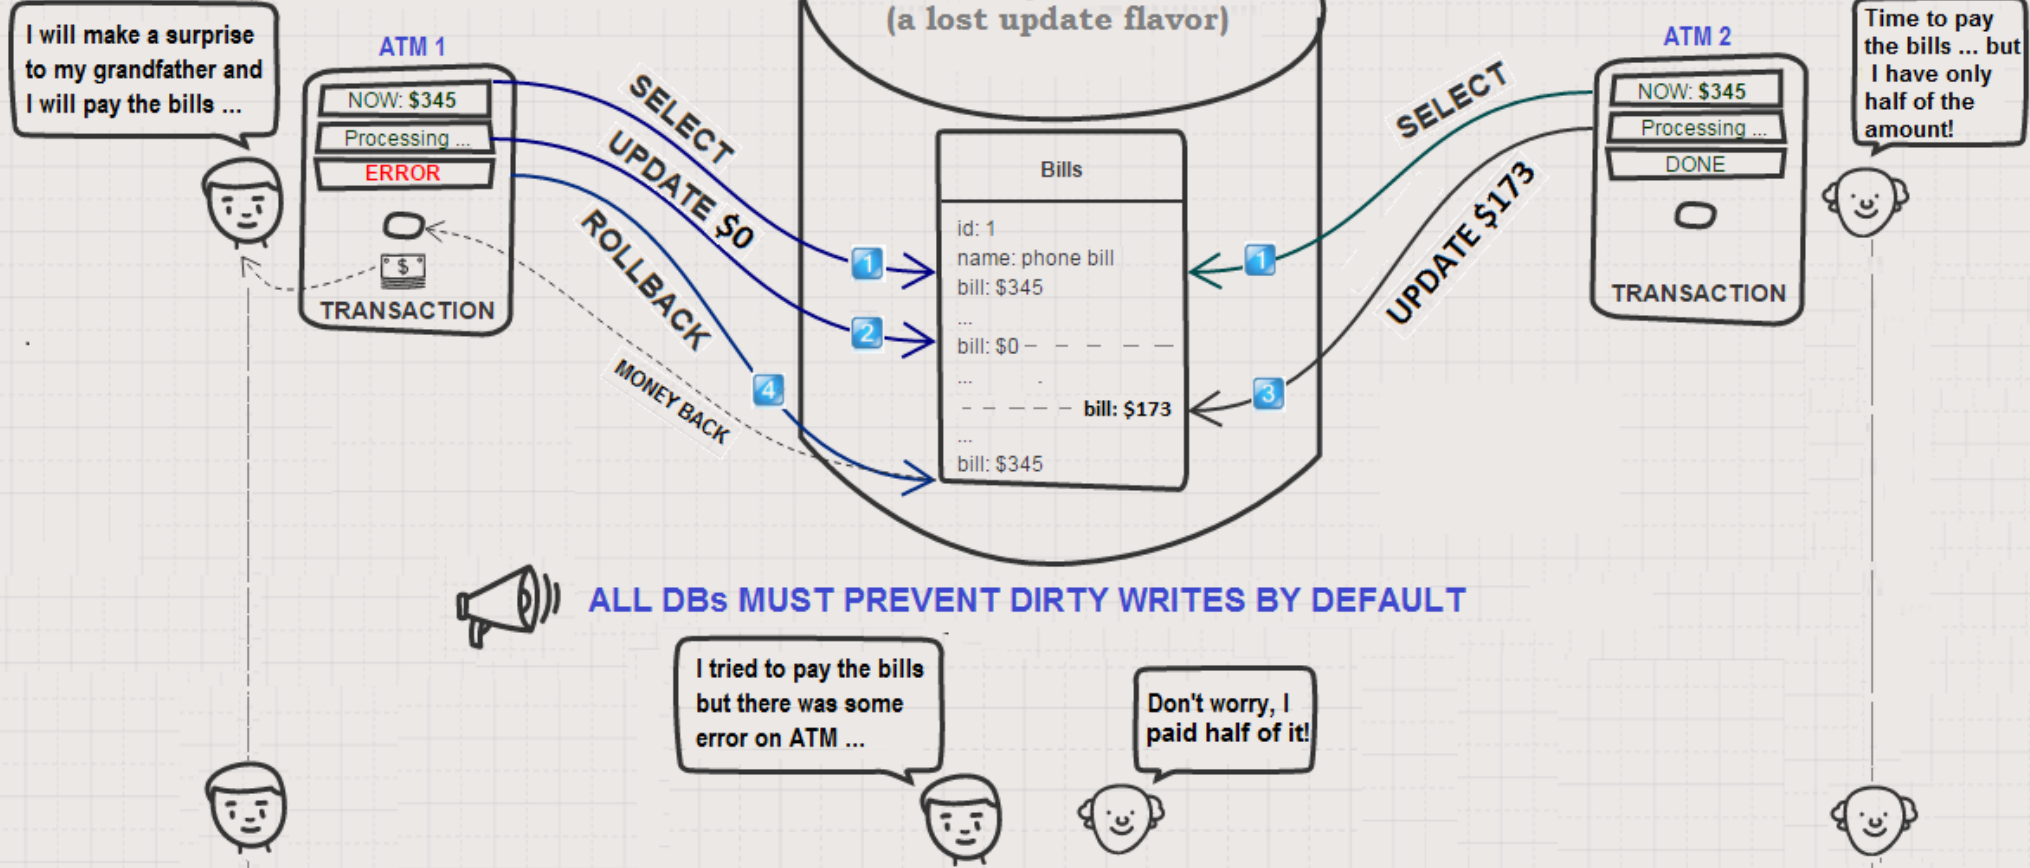 (a lost update flavor)
I will make a surprise
to my grandfather and
I will pay the bills ...
ATM 1
NOW: $345
Processing ...
ERROR
$
TRANSACTION
SELECT
UPDATE $0
ROLLBACK
MONEY BACK
1
2
4
Bills
id: 1
name: phone bill
bill: $345
...
bill: $0
...
bill: $173
...
bill: $345
SELECT
UPDATE $173
1
3
ATM 2
NOW: $345
Processing ...
DONE
TRANSACTION
Time to pay
the bills ... but
I have only
half of the
amount!
ALL DBs MUST PREVENT DIRTY WRITES BY DEFAULT
I tried to pay the bills
but there was some
error on ATM ...
Don't worry, I
paid half of it!